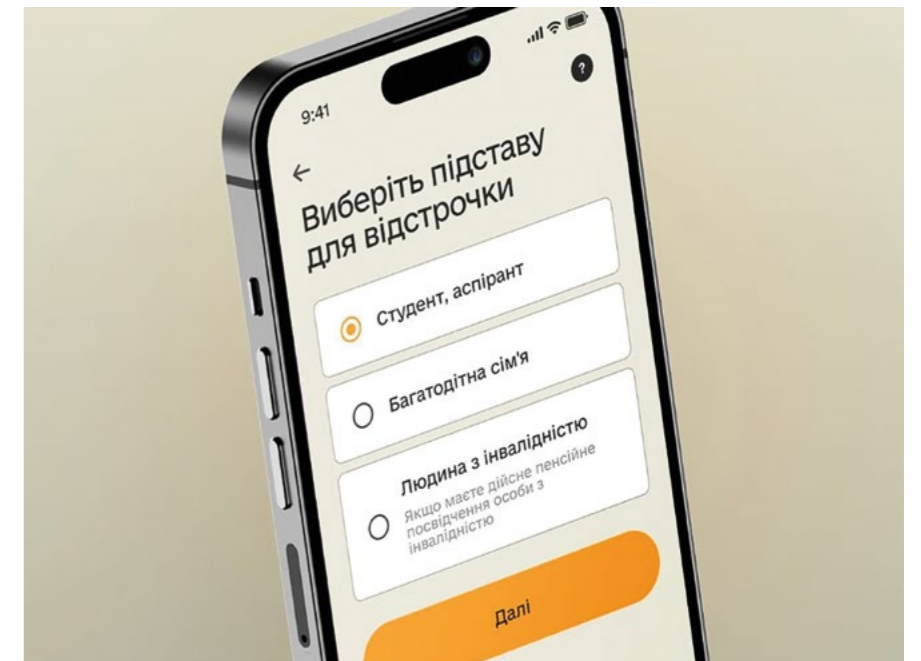 9:41
?
←
Виберіть підставу
для відстрочки
Студент, аспірант
Багатодітна сім'я
Людина з інвалідністю
Якщо маєте дійсне пенсійне
посвідчення особи з
інвалідністю
Далі